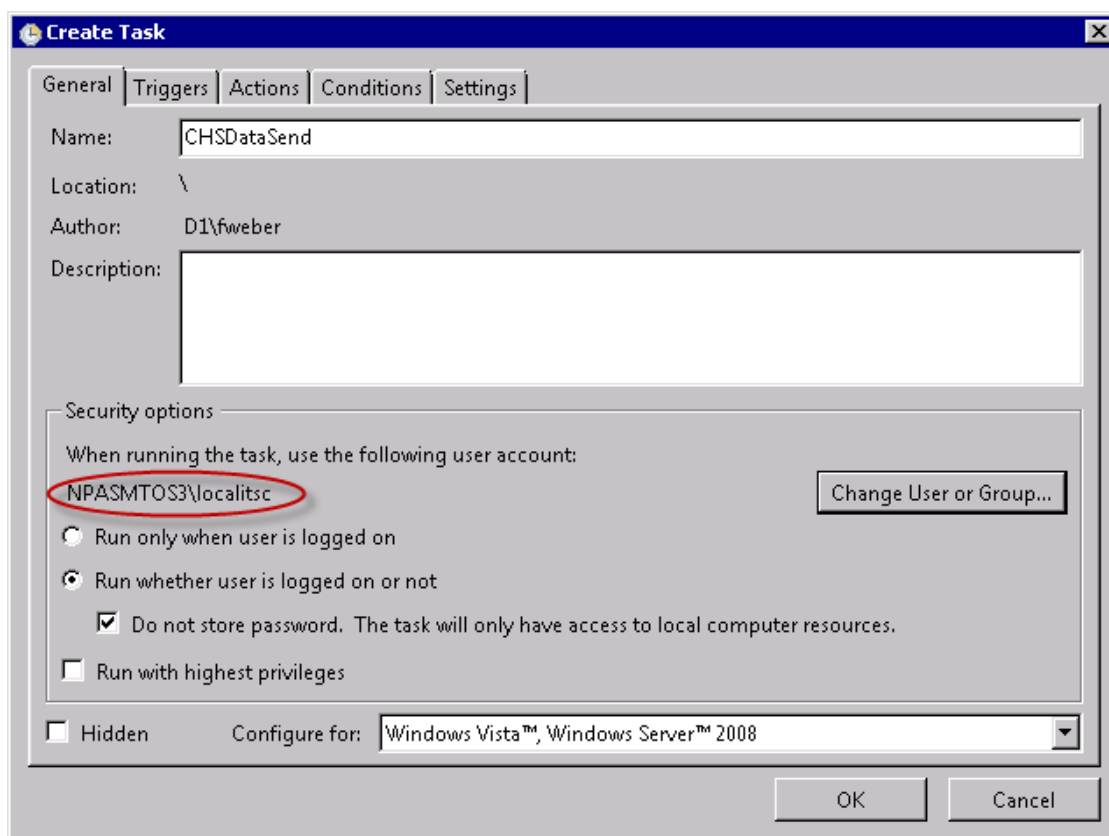 Create Task
General Triggers Actions Conditions Settings
Name: CHSDataSend
Location: \
Author: D1\fweber
Description:
Security options
When running the task, use the following user account:
NPASMTOS3\localitsc Change User or Group...
Run only when user is logged on
Run whether user is logged on or not
Do not store password. The task will only have access to local computer resources.
Run with highest privileges
Hidden Configure for: Windows Vista™, Windows Server™ 2008
OK Cancel